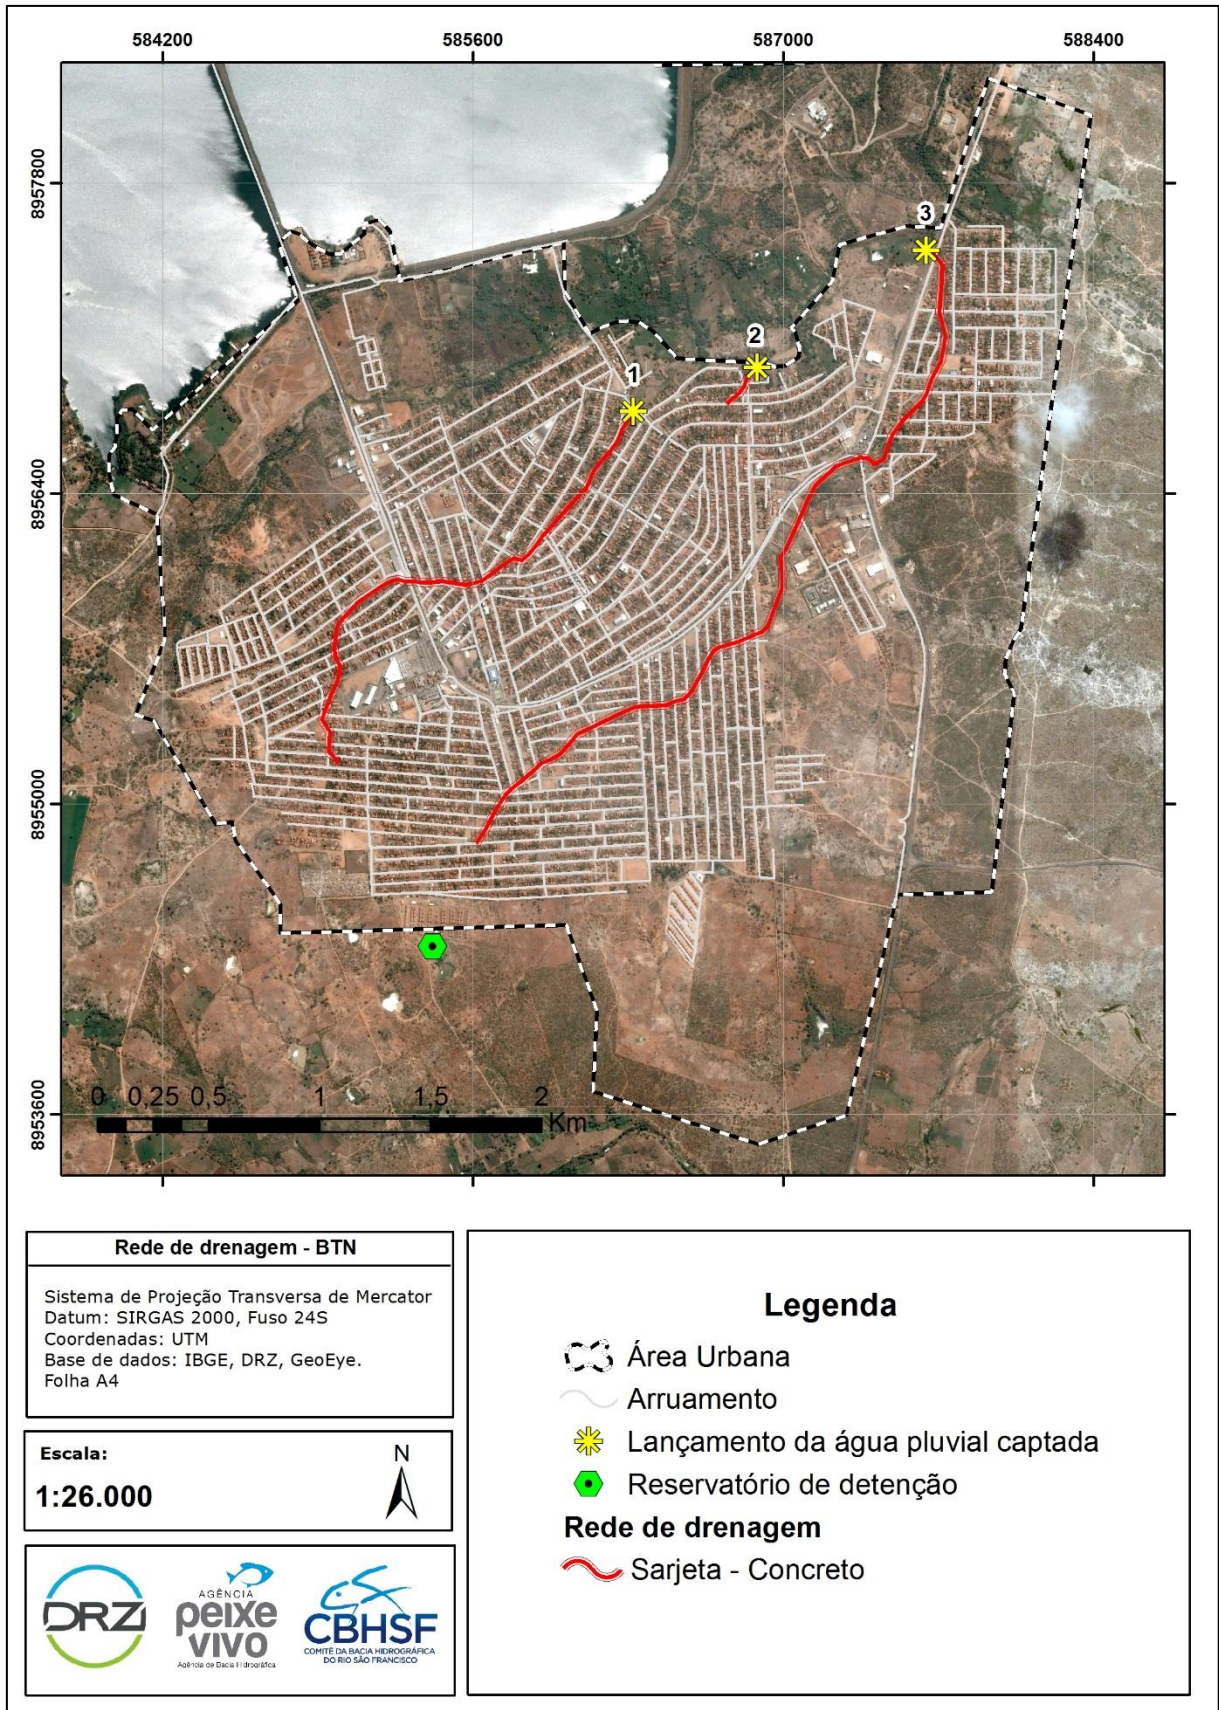 584200 585600 587000 588400
8957800
8956400
8955000
8953600
3
2
1
0 0,25 0,5 1 1,5 2
Km
Rede de drenagem - BTN
Sistema de Projeção Transversa de Mercator
Datum: SIRGAS 2000, Fuso 24S
Coordenadas: UTM
Base de dados: IBGE, DRZ, GeoEye.
Folha A4
Escala:
1:26.000
N
DRZ
AGÊNCIA
peixe
vivo
Agência de Bacia Hidrográfica
CBHSF
COMITÊ DA BACIA HIDROGRÁFICA
DO RIO SÃO FRANCISCO
Legenda
Área Urbana
Arruamento
Lançamento da água pluvial captada
Reservatório de detenção
Rede de drenagem
Sarjeta - Concreto